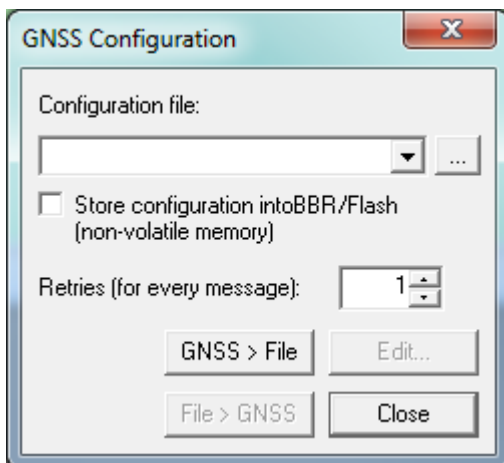 GNSS Configuration
Configuration file:
...
Store configuration intoBBR/Flash
(non-volatile memory)
Retries (for every message): 1
GNSS > File Edit...
File > GNSS Close